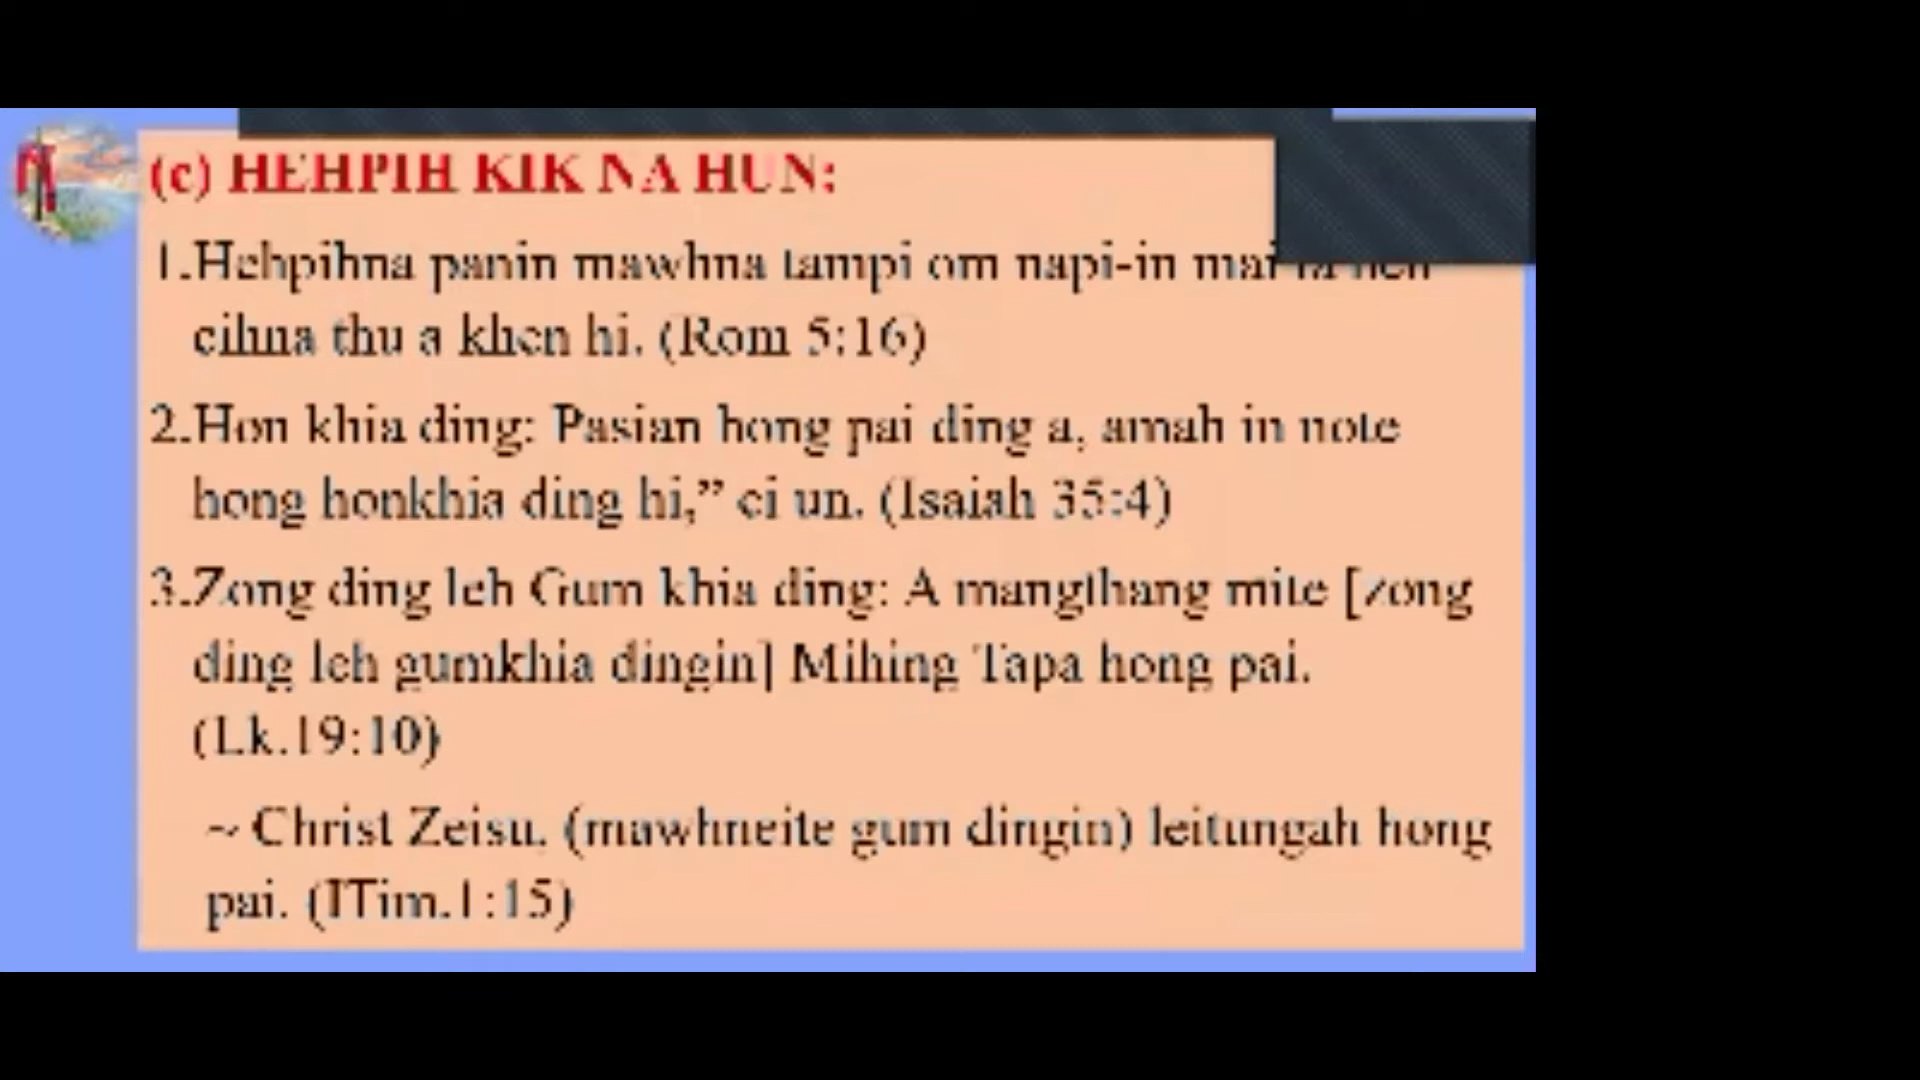 (c) HEHPIH KIK NA HUN:
1.Hehpihna panin mawhna tampi om napi-in mai
cihna thu a khen hi. (Rom 5:16)
2.Hon khia ding: Pasian hong pai ding a, amah in note
hong honkhia ding hi,” ci un. (Isaiah 35:4)
3.Zong ding leh Gum khia ding: A mangthang mite [zong
ding leh gumkhia dingin] Mihing Tapa hong pai.
(Lk.19:10)
~ Christ Zeisu, (mawhneite gum dingin) leitungah hong
pai. (ITim.1:15)